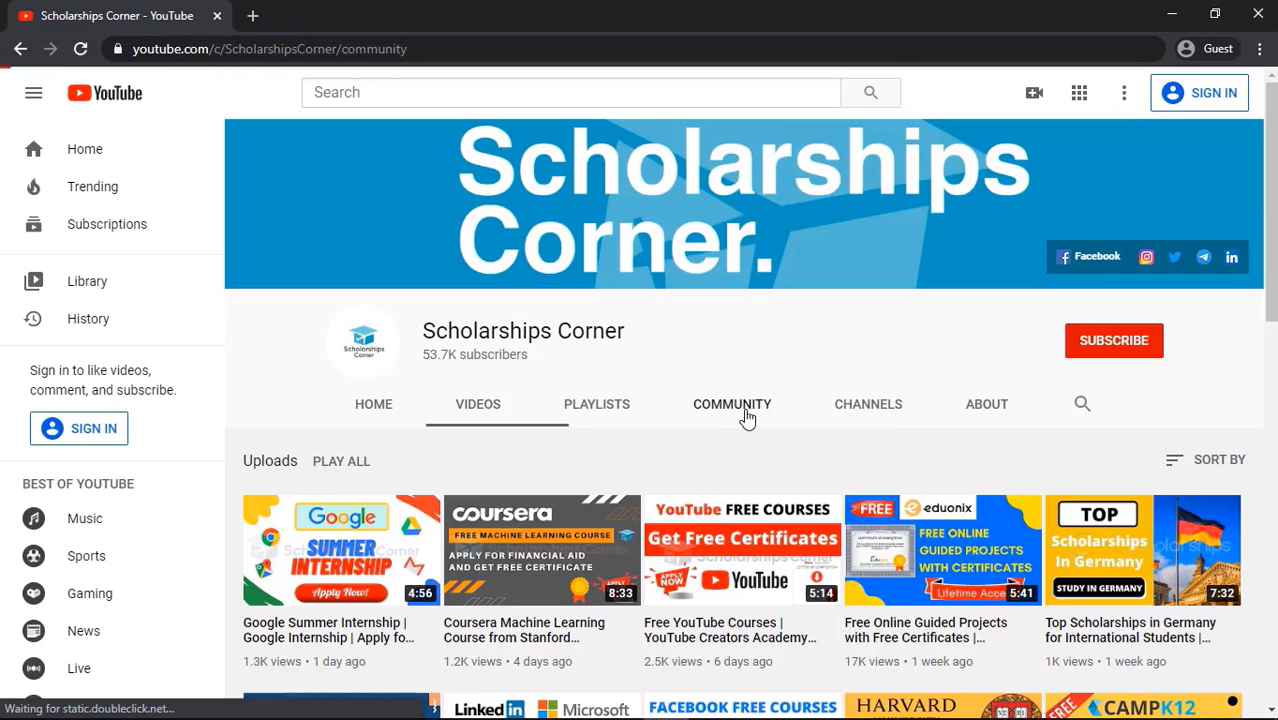 Scholarships Corner - YouTube
youtube.com/c/ScholarshipsCorner/community
Guest
YouTube
Search
SIGN IN
Home
Trending
Subscriptions
Library
History
Sign in to like videos,
comment, and subscribe.
SIGN IN
BEST OF YOUTUBE
Music
Sports
Gaming
News
Live
Scholarships
Corner.
Facebook
Scholarships
Corner
Scholarships Corner
53.7K subscribers
SUBSCRIBE
HOME
VIDEOS
PLAYLISTS
COMMUNITY
CHANNELS
ABOUT
Uploads
PLAY ALL
SORT BY
Google
SUMMER
INTERNSHIP
Apply Now!
4:56
Google Summer Internship |
Google Internship | Apply fo...
1.3K views • 1 day ago
coursera
FREE MACHINE LEARNING COURSE
APPLY FOR FINANCIAL AID
AND GET FREE CERTIFICATE
8:33
Coursera Machine Learning
Course from Stanford...
1.2K views • 4 days ago
YouTube FREE COURSES
Get Free Certificates
APPLY NOW
YouTube
5:14
Free YouTube Courses |
YouTube Creators Academy...
2.5K views • 6 days ago
FREE
eduonix
FREE ONLINE
GUIDED PROJECTS
WITH CERTIFICATES
Lifetime Access
5:41
Free Online Guided Projects
with Free Certificates |...
17K views • 1 week ago
TOP
Scholarships
In Germany
STUDY IN GERMANY
7:32
Top Scholarships in Germany
for International Students |...
1K views • 1 week ago
LinkedIn
Microsoft
FACEBOOK FREE COURSES
HARVARD
FREE
CAMPK12
Waiting for static.doubleclick.net...